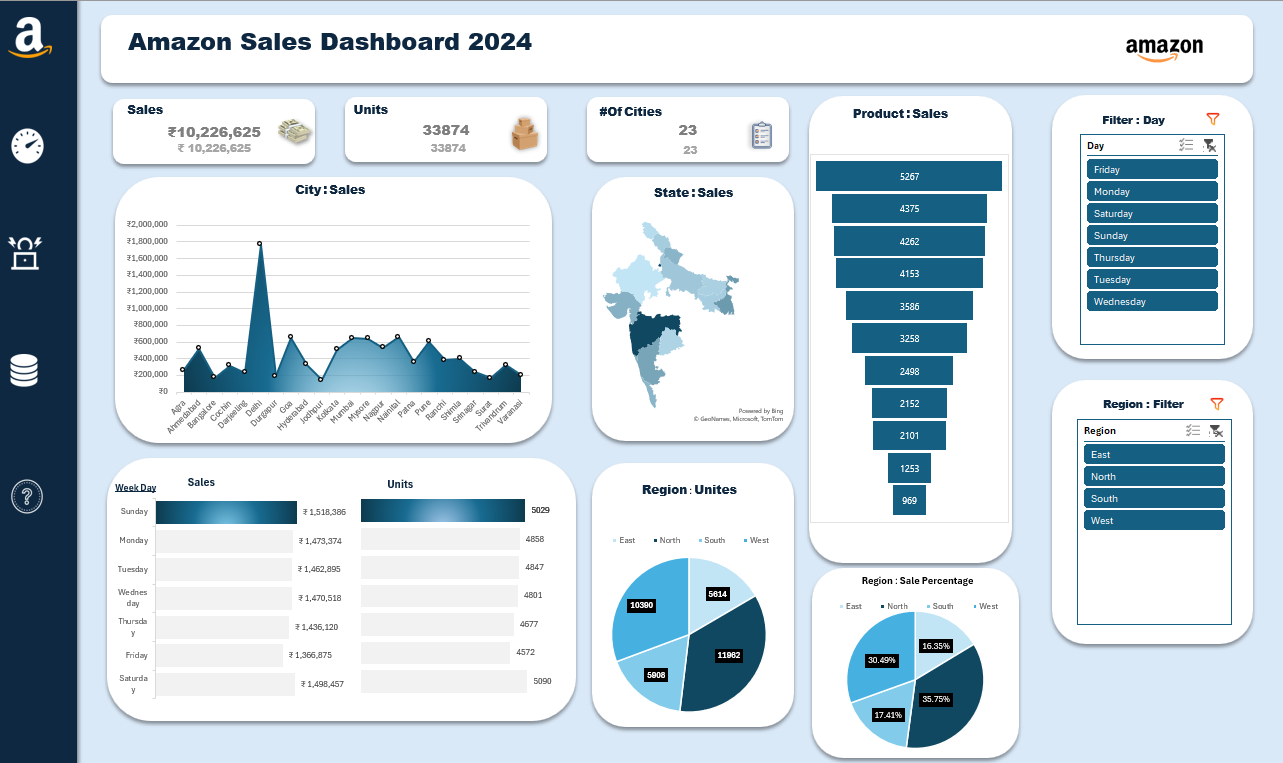 a
Amazon Sales Dashboard 2024
amazon
Sales
₹10,226,625
₹ 10,226,625
Units
33874
33874
#Of Cities
23
23
City : Sales
₹2,000,000
₹1,800,000
₹1,600,000
₹1,400,000
₹1,200,000
₹1,000,000
₹800,000
₹600,000
₹400,000
₹200,000
₹0
Agra
Ahmedabad
Bangalore
Cochin
Darjeeling
Delhi
Durgapur
Goa
Hyderabad
Jodhpur
Kolkata
Mumbai
Mysore
Nagpur
Nainital
Patna
Pune
Ranchi
Shimla
Srinagar
Surat
Trivandrum
Varanasi
State : Sales
Powered by Bing
© GeoNames, Microsoft, TomTom
Product : Sales
5267
4375
4262
4153
3586
3258
2498
2152
2101
1253
969
Filter : Day
Day
Friday
Monday
Saturday
Sunday
Thursday
Tuesday
Wednesday
Region : Filter
Region
East
North
South
West
Week Day
Sales
Units
Sunday
₹ 1,518,386
5029
Monday
₹ 1,473,374
4858
Tuesday
₹ 1,462,895
4847
Wednes
day
₹ 1,470,518
4801
Thursda
y
₹ 1,436,120
4677
Friday
₹ 1,366,875
4572
Saturda
y
₹ 1,498,457
5090
Region : Unites
East North South West
5614
10390
11962
5908
Region : Sale Percentage
East North South West
16.35%
30.49%
35.75%
17.41%
?